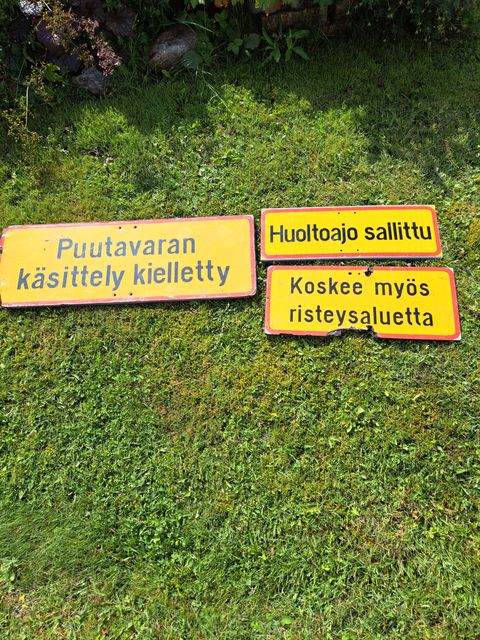 Puutavaran
käsittely kielletty
Huoltoajo sallittu
Koskee myös
risteysaluetta